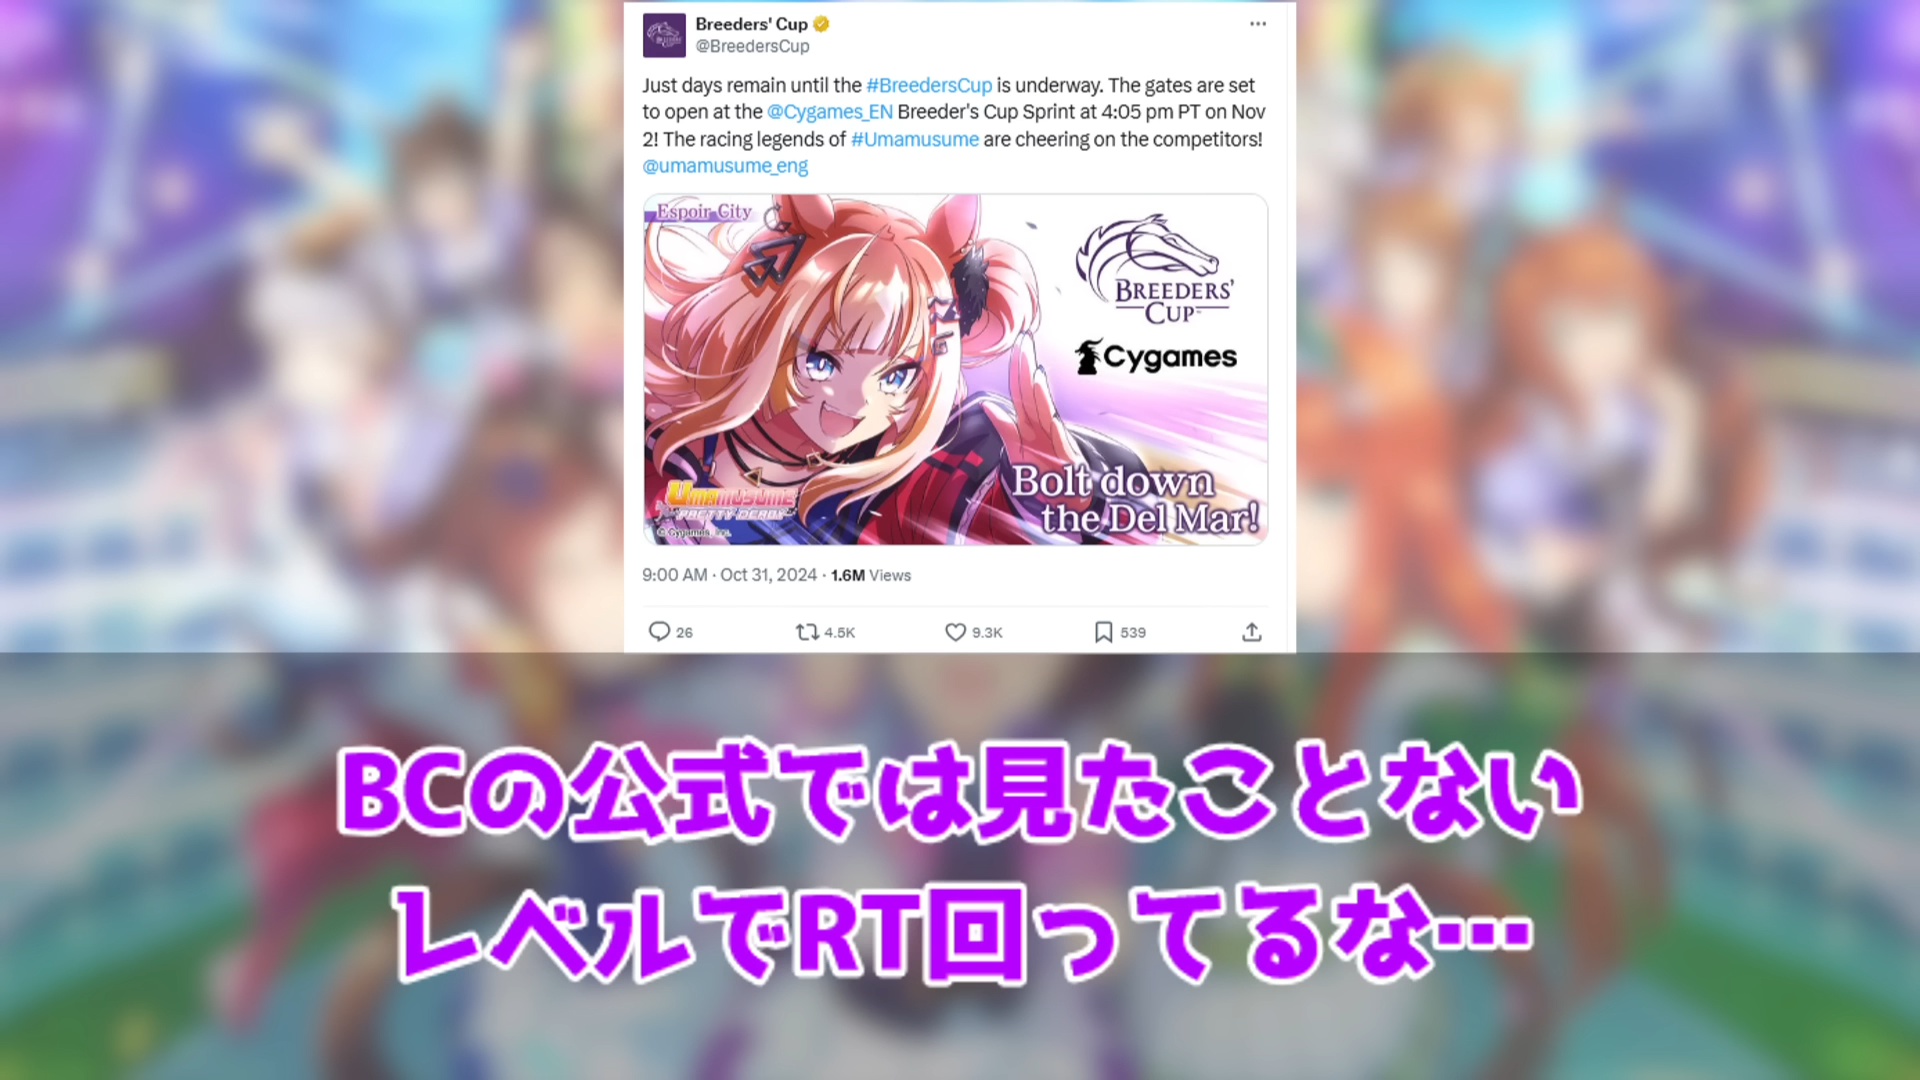 Breeders' Cup
@BreedersCup
Just days remain until the #BreedersCup is underway. The gates are set
to open at the @Cygames_EN Breeder's Cup Sprint at 4:05 pm PT on Nov
2! The racing legends of #Umamusume are cheering on the competitors!
@umamusume_eng
Espoir City
BREEDERS'
CUP
Cygames
Bolt down
the Del Mar!
UMAMUSUME
PRETTY DERBY
© Cygames, Inc.
9:00 AM · Oct 31, 2024 · 1.6M Views
26 4.5K 9.3K 539
BCの公式では見たことない
レベルでRT回ってるな…